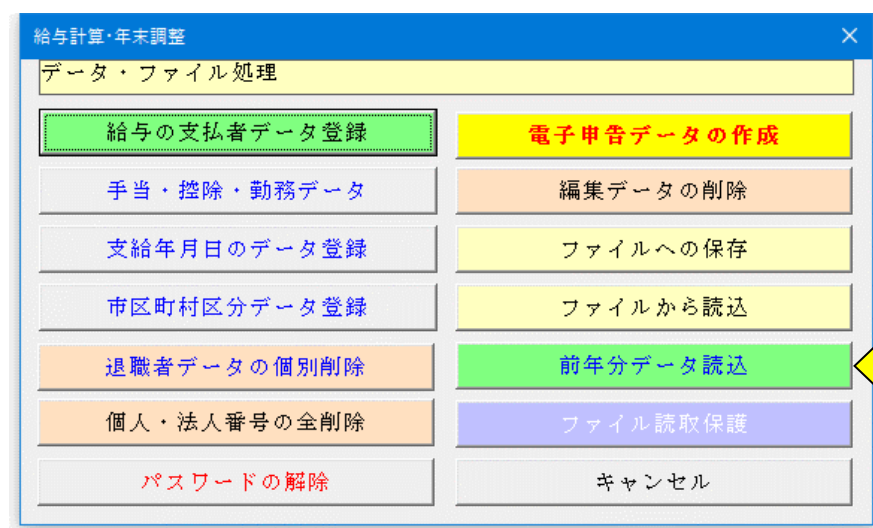 給与計算・年末調整
データ・ファイル処理
給与の支払者データ登録
電子申告データの作成
手当・控除・勤務データ
編集データの削除
支給年月日のデータ登録
ファイルへの保存
市区町村区分データ登録
ファイルから読込
退職者データの個別削除
前年分データ読込
個人・法人番号の全削除
ファイル読取保護
パスワードの解除
キャンセル